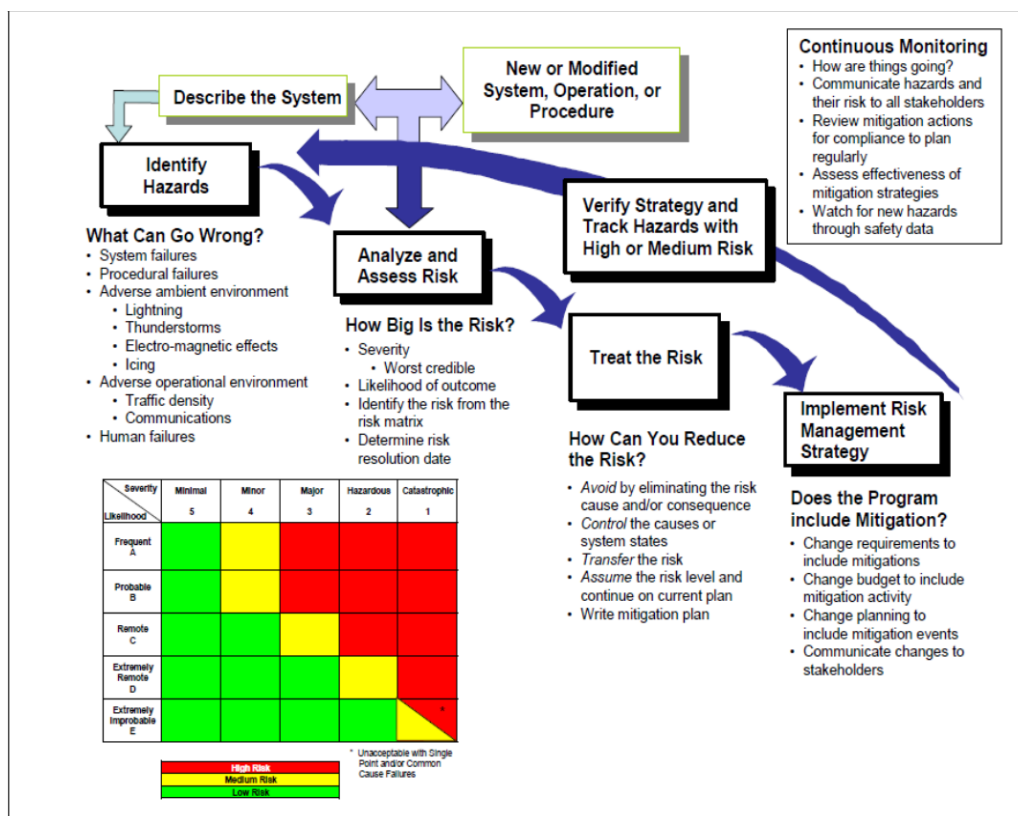 Describe the System
New or Modified
System, Operation, or
Procedure
Continuous Monitoring
• How are things going?
• Communicate hazards and
their risk to all stakeholders
• Review mitigation actions
for compliance to plan
regularly
• Assess effectiveness of
mitigation strategies
• Watch for new hazards
through safety data
Identify
Hazards
What Can Go Wrong?
• System failures
• Procedural failures
• Adverse ambient environment
• Lightning
• Thunderstorms
• Electro-magnetic effects
• Icing
• Adverse operational environment
• Traffic density
• Communications
• Human failures
Analyze and
Assess Risk
How Big Is the Risk?
• Severity
• Worst credible
• Likelihood of outcome
• Identify the risk from the
risk matrix
• Determine risk
resolution date
Verify Strategy and
Track Hazards with
High or Medium Risk
Treat the Risk
How Can You Reduce
the Risk?
• Avoid by eliminating the risk
cause and/or consequence
• Control the causes or
system states
• Transfer the risk
• Assume the risk level and
continue on current plan
• Write mitigation plan
Implement Risk
Management
Strategy
Does the Program
include Mitigation?
• Change requirements to
include mitigations
• Change budget to include
mitigation activity
• Change planning to
include mitigation events
• Communicate changes to
stakeholders
Severity
Likelihood
Minimal
5
Minor
4
Major
3
Hazardous
2
Catastrophic
1
Frequent
A
Probable
B
Remote
C
Extremely
Remote
D
Extremely
Improbable
E
*
* Unacceptable with Single
Point and/or Common
Cause Failures
High Risk
Medium Risk
Low Risk